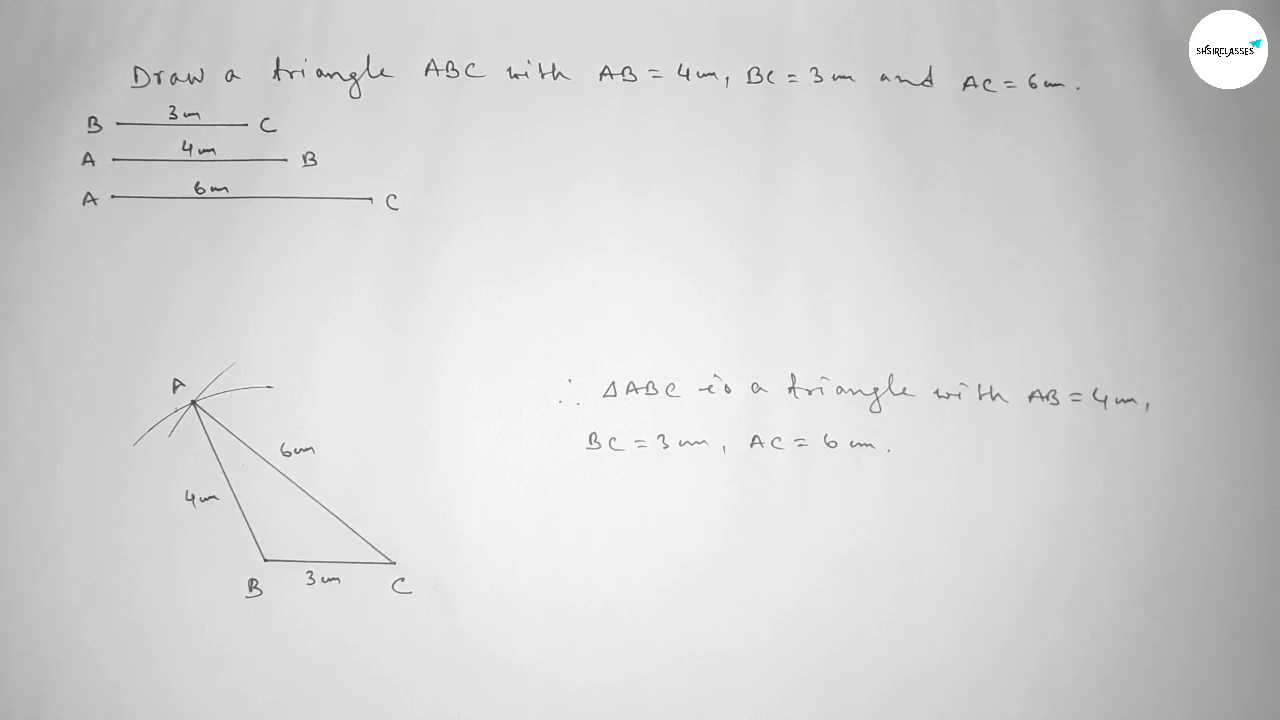 SHSIRCLASSES
Draw a triangle ABC with AB = 4cm, BC = 3cm and AC = 6cm.
B 3cm C
A 4cm B
A 6cm C
A
6cm
4cm
B 3cm C
∴ ΔABC is a triangle with AB = 4cm,
BC = 3cm, AC = 6cm.